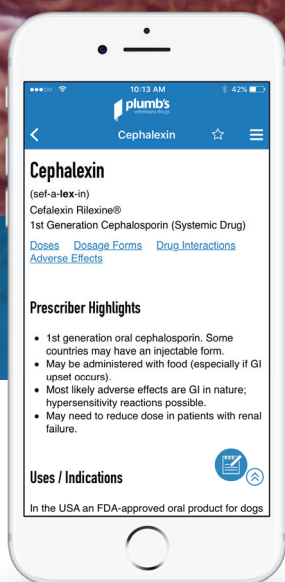 10:13 AM
42%
plumb's
veterinary drugs
Cephalexin
Cephalexin
(sef-a-lex-in)
Cefalexin Rilexine®
1st Generation Cephalosporin (Systemic Drug)
Doses Dosage Forms Drug Interactions
Adverse Effects
Prescriber Highlights
• 1st generation oral cephalosporin. Some
countries may have an injectable form.
• May be administered with food (especially if GI
upset occurs).
• Most likely adverse effects are GI in nature;
hypersensitivity reactions possible.
• May need to reduce dose in patients with renal
failure.
Uses / Indications
In the USA an FDA-approved oral product for dogs